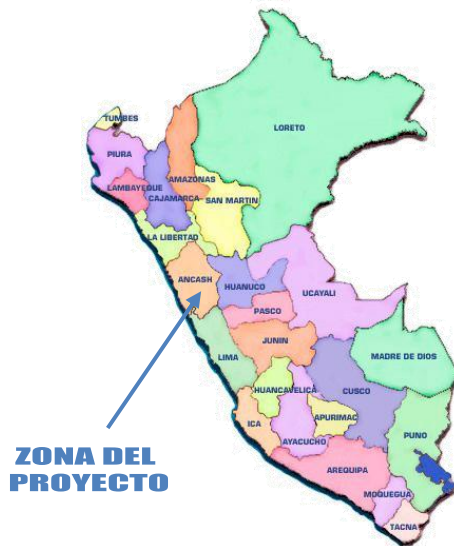 TUMBES
LORETO
PIURA
AMAZONAS
LAMBAYEQUE
CAJAMARCA
SAN MARTIN
LA LIBERTAD
ANCASH
HUANUCO
UCAYALI
PASCO
JUNIN
LIMA
MADRE DE DIOS
HUANCAVELICA
CUSCO
APURIMAC
ICA
AYACUCHO
PUNO
ZONA DEL
PROYECTO
AREQUIPA
MOQUEGUA
TACNA